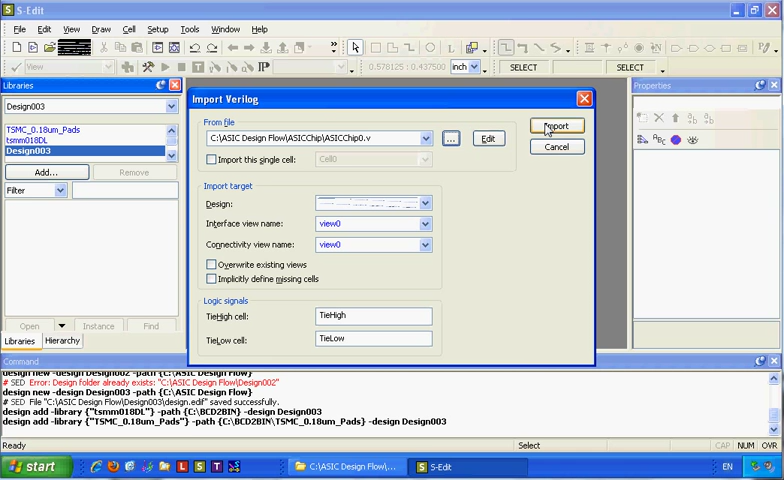 S-Edit
File Edit View Draw Cell Setup Tools Window Help
View
IP
0.578125 : 0.437500
inch
SELECT
SELECT
Libraries
Design003
TSMC_0.18um_Pads
tsmm018DL
Design003
Add...
Remove
Filter
Open
Instance
Find
Libraries
Hierarchy
Import Verilog
From file
C:\ASIC Design Flow\ASICChip\ASICChip0.v
...
Edit
Import this single cell:
Cell0
Import target
Design:
Interface view name:
view0
Connectivity view name:
view0
Overwrite existing views
Implicitly define missing cells
Logic signals
TieHigh cell:
TieHigh
TieLow cell:
TieLow
Import
Cancel
Properties
ABC
Command
design new -design Design002 -path {C:\ASIC Design Flow}
# SED Error: Design folder already exists: "C:\ASIC Design Flow\Design002"
design new -design Design003 -path {C:\ASIC Design Flow}
# SED File "C:\ASIC Design Flow\Design003\design.edif" saved successfully.
design add -library {"tsmm018DL"} -path {C:\BCD2BIN} -design Design003
design add -library {"TSMC_0.18um_Pads"} -path {C:\BCD2BIN\TSMC_0.18um_Pads} -design Design003
Ready
Select
CAP NUM OVR
start
L S T
C:\ASIC Design Flow\...
S-Edit
EN